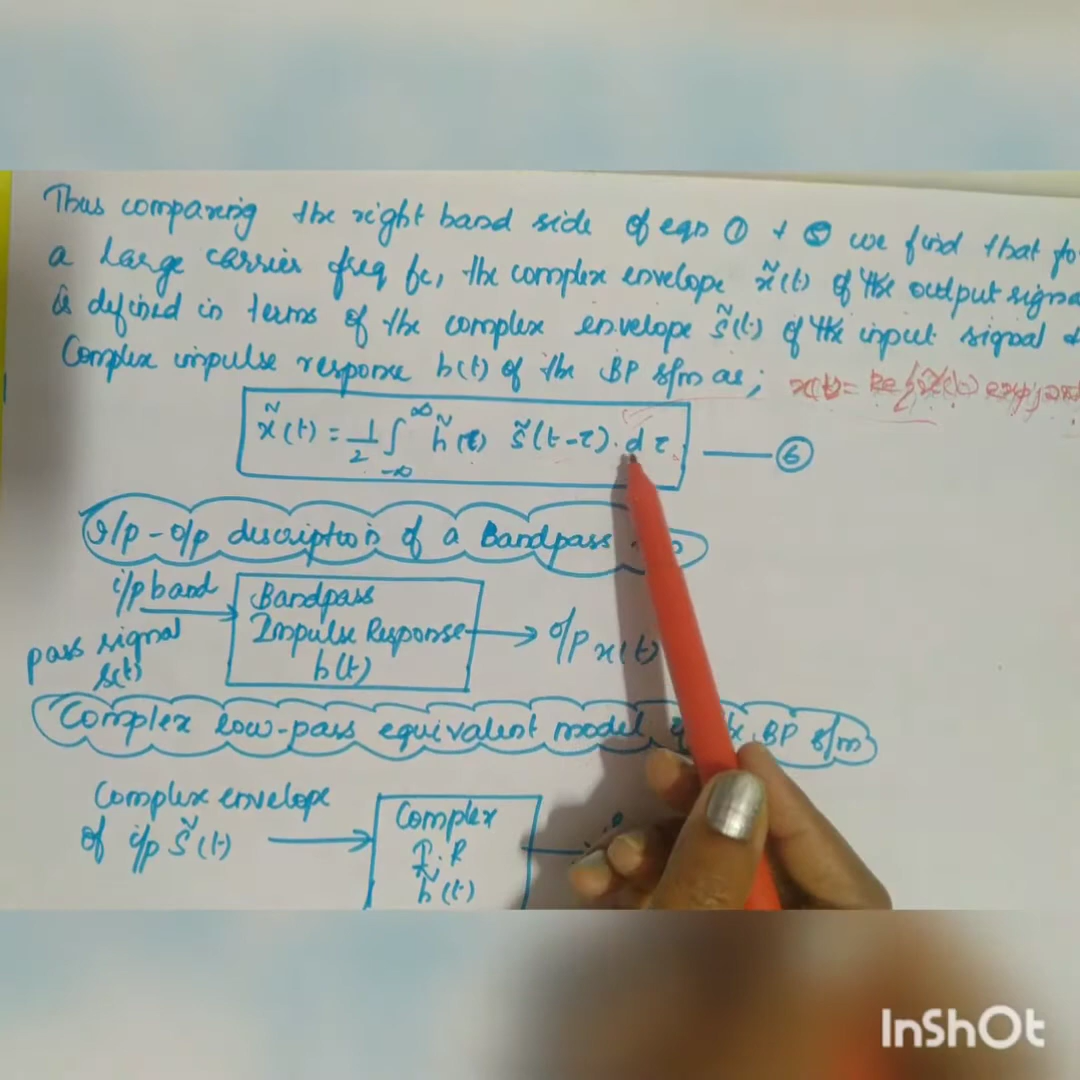 Thus comparing the right hand side of eqn ① + ⑤ we find that fo
a large carrier freq fc, the complex envelope x̃(t) of the output signa
is defined in terms of the complex envelope s̃(t) of the input signal &
Complex impulse response h(t) of the BP s/m as; x(t) =
x̃(t) = 1/2 ∫_{-∞}^{∞} h̃(τ) s̃(t-τ). dτ. ——— ⑥
I/p - o/p description of a Bandpass
i/p band
pass signal
s(t)
Bandpass
Impulse Response
h(t)
o/p x(t)
Complex low-pass equivalent model BP s/m
Complex envelope
of i/p s̃(t)
Complex
I.R
h̃(t)
InShOt